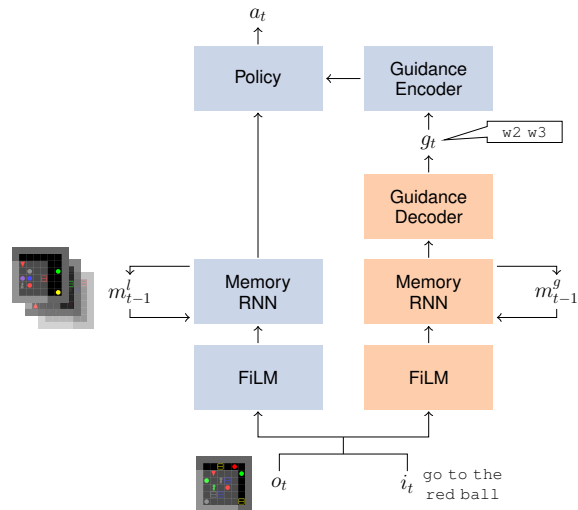 a_t
Policy
Guidance
Encoder
g_t
w2 w3
Guidance
Decoder
m^l_{t-1}
Memory
RNN
Memory
RNN
m^g_{t-1}
FiLM
FiLM
o_t
i_t
go to the
red ball